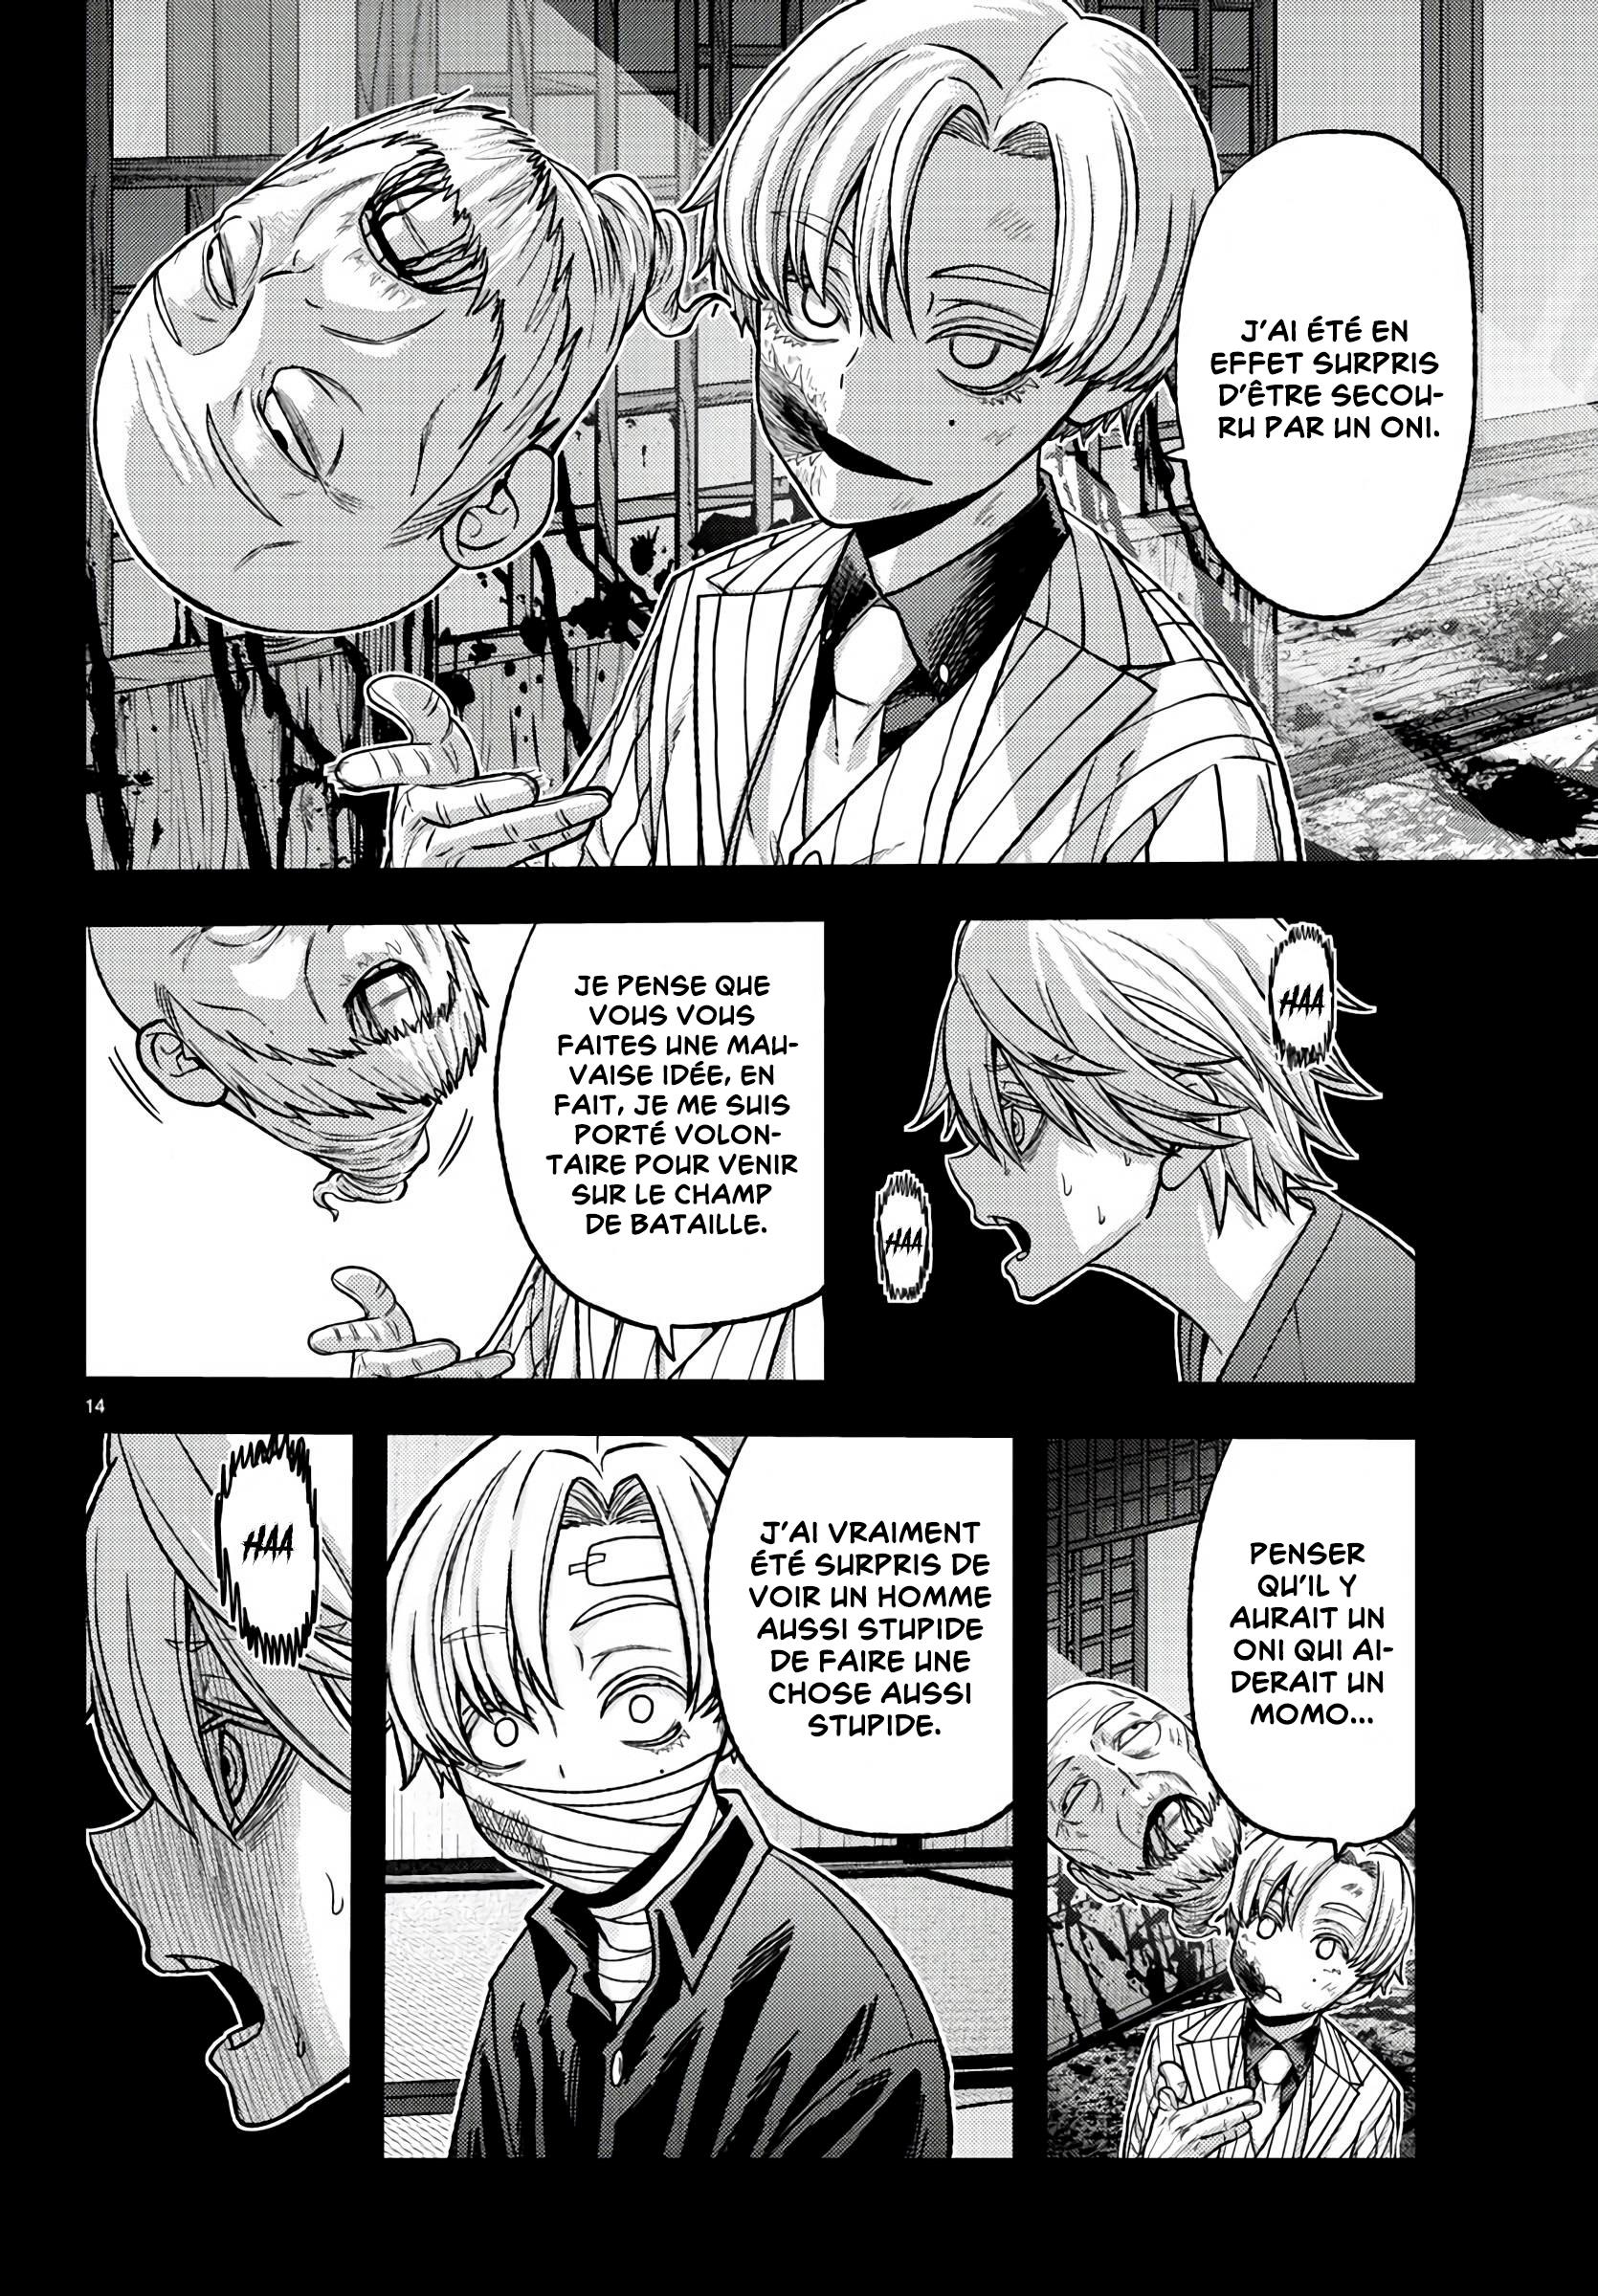 J'AI ÉTÉ EN
EFFET SURPRIS
D'ÊTRE SECOU-
RU PAR UN ONI.
HAA
HAA
JE PENSE QUE
VOUS VOUS
FAITES UNE MAU-
VAISE IDÉE, EN
FAIT, JE ME SUIS
PORTÉ VOLON-
TAIRE POUR VENIR
SUR LE CHAMP
DE BATAILLE.
14
PENSER
QU'IL Y
AURAIT UN
ONI QUI AI-
DERAIT UN
MOMO...
J'AI VRAIMENT
ÉTÉ SURPRIS DE
VOIR UN HOMME
AUSSI STUPIDE
DE FAIRE UNE
CHOSE AUSSI
STUPIDE.
HAA